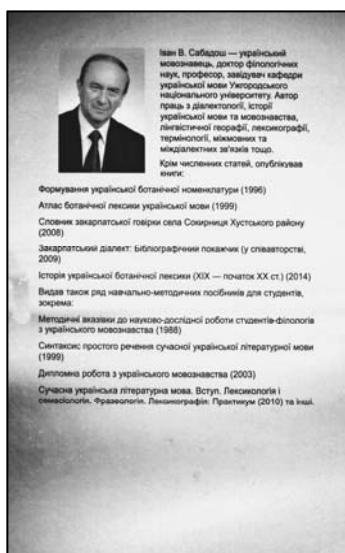 Іван В. Сабадош — український
мовознавець, доктор філологічних
наук, професор, завідувач кафедри
української мови Ужгородського
національного університету. Автор
праць з діалектології, історії
української мови та мовознавства,
лінгвістичної географії, лексикографії,
термінології, міжмовних та
міждіалектних зв'язків тощо.
Крім численних статей, опублікував
книги:
Формування української ботанічної номенклатури (1996)
Атлас ботанічної лексики української мови (1999)
Словник закарпатської говірки села Сокирниця Хустського району
(2008)
Закарпатський діалект: Бібліографічний покажчик (у співавторстві,
2009)
Історія української ботанічної лексики (XIX — початок XX ст.) (2014)
Видав також ряд навчально-методичних посібників для студентів,
зокрема:
Методичні вказівки до науково-дослідної роботи студентів-філологів
з українського мовознавства (1988)
Синтаксис простого речення сучасної української літературної мови
(1999)
Дипломна робота з українського мовознавства (2003)
Сучасна українська літературна мова. Вступ. Лексикологія і
семасіологія. Фразеологія. Лексикографія: Практикум (2010) та інші.